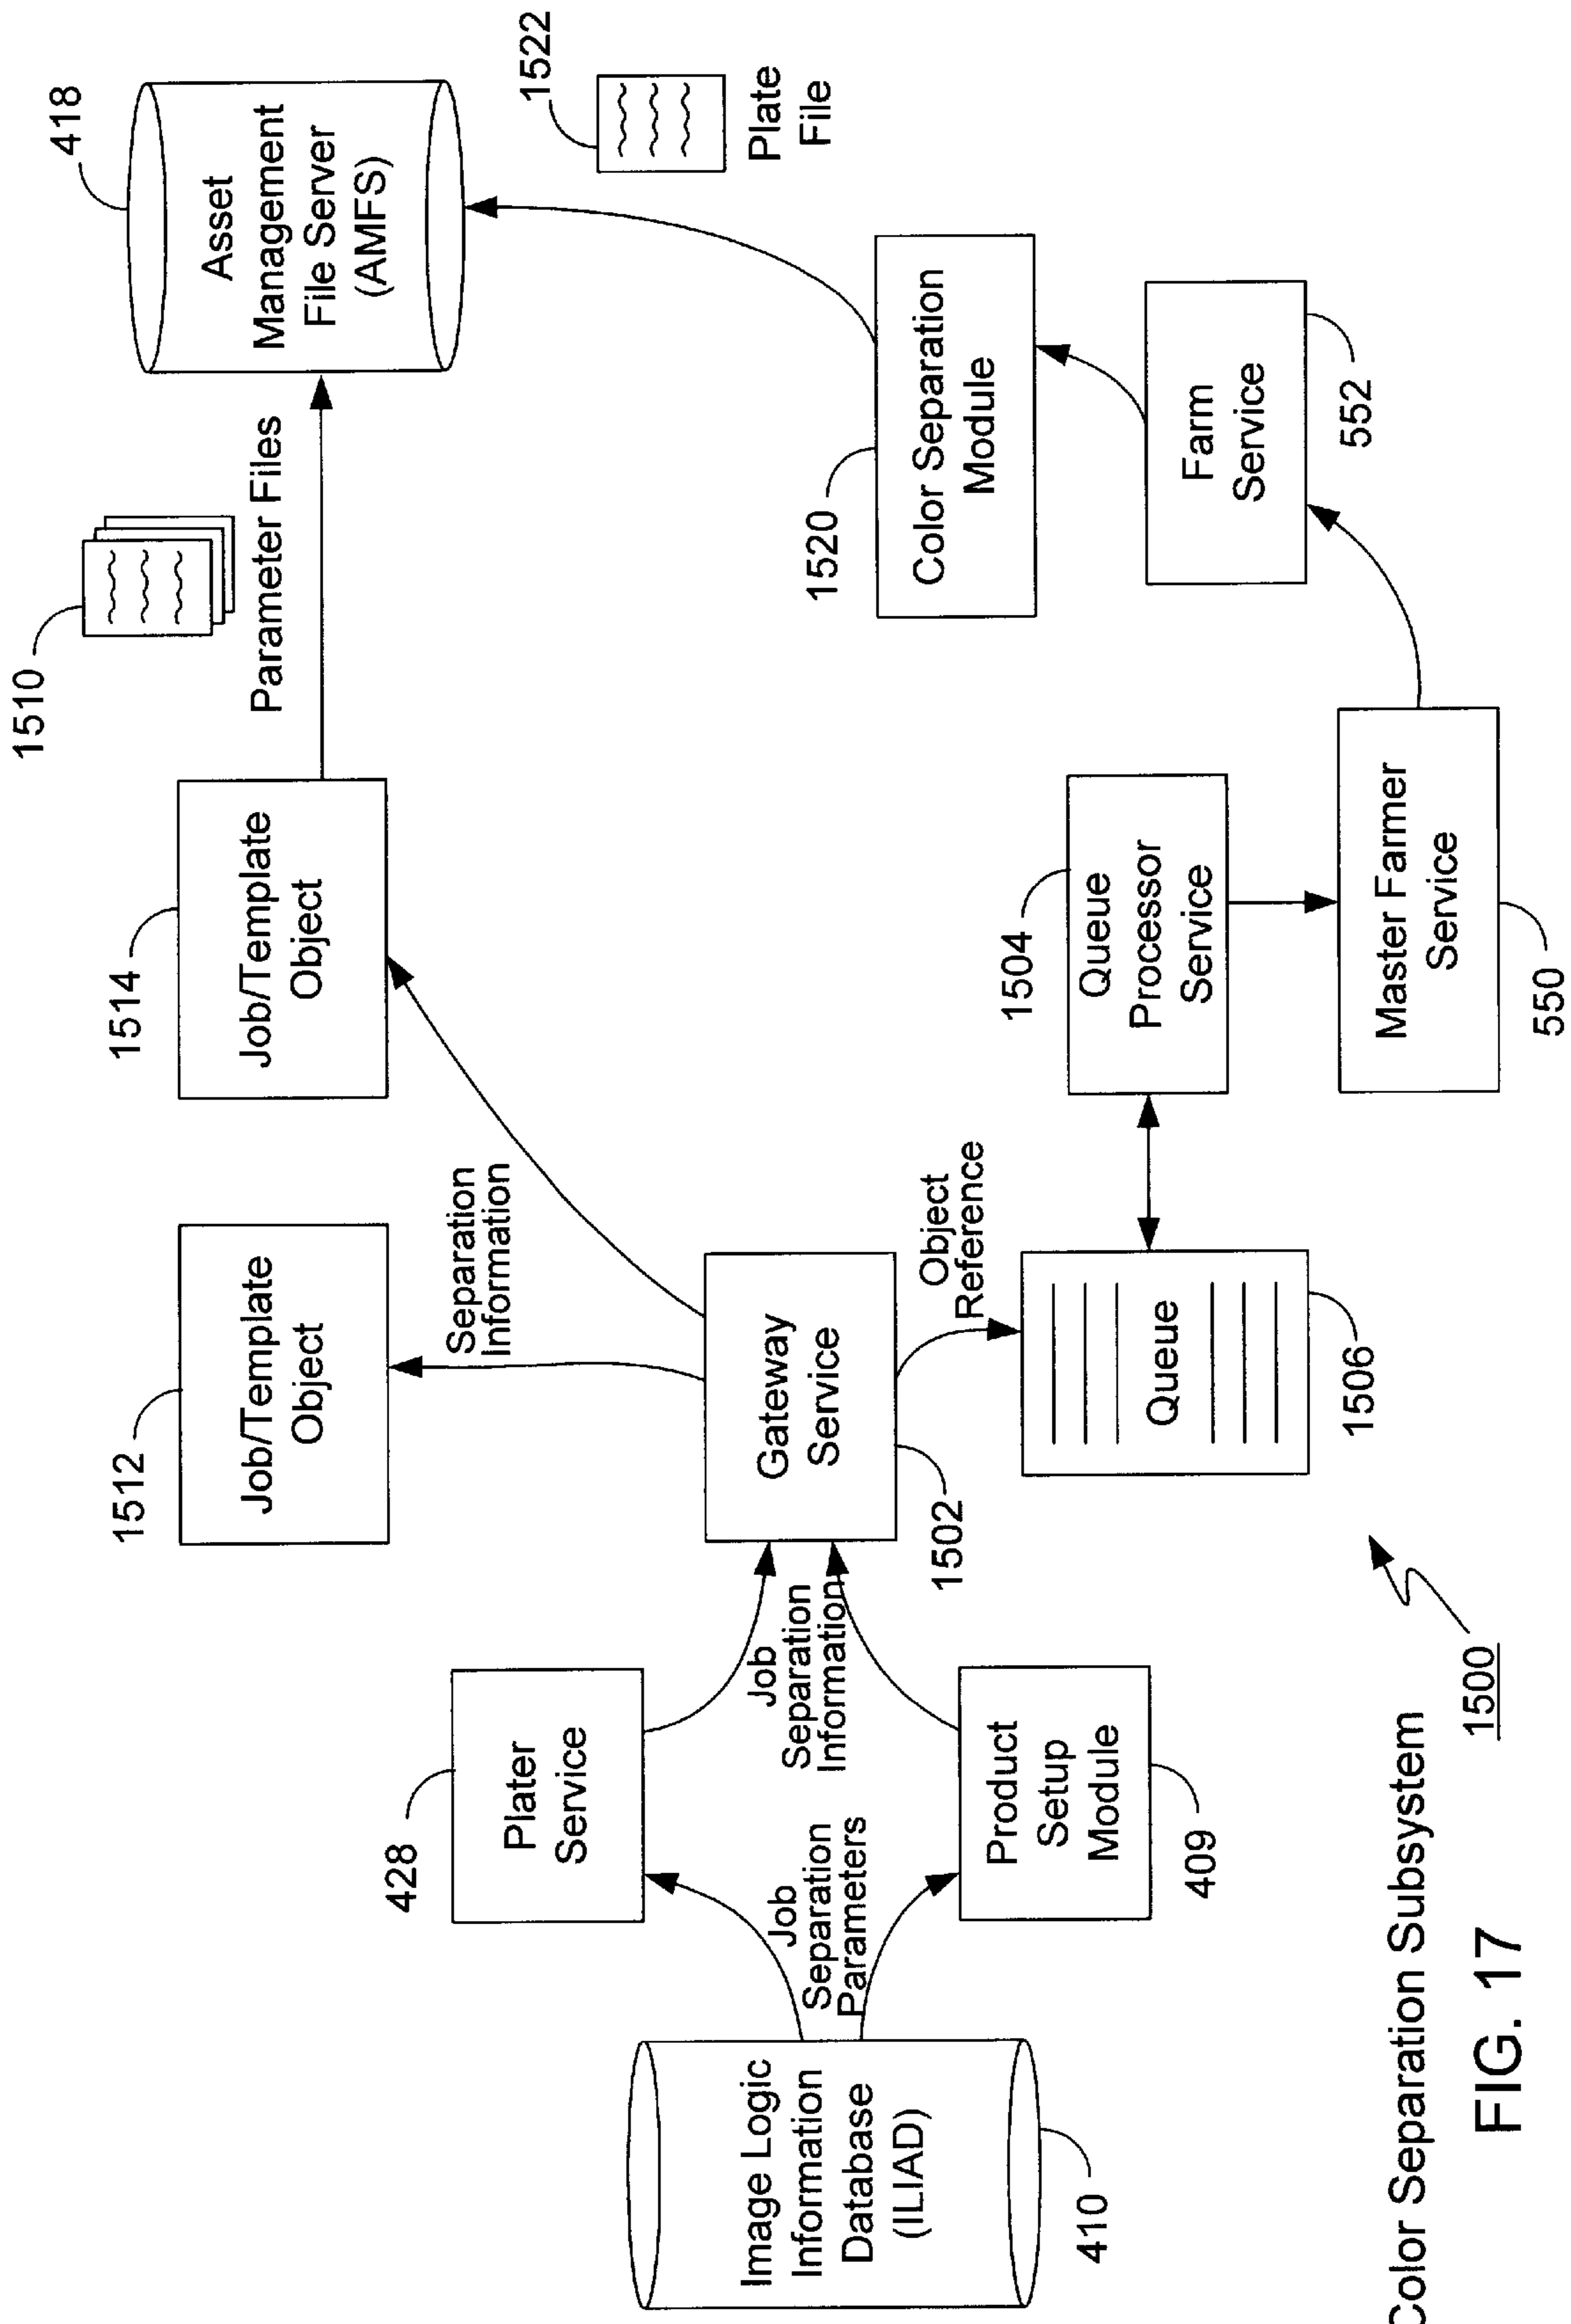 Image Logic
Information
Database
(ILIAD)
410
Job
Separation
Parameters
428
Plater
Service
Product
Setup
Module
409
Job
Separation
Information
Gateway
Service
1502
1512
Job/Template
Object
Separation
Information
1514
Job/Template
Object
1510
Parameter Files
418
Asset
Management
File Server
(AMFS)
1522
Plate
File
Object
Reference
Queue
1506
1504
Queue
Processor
Service
Master Farmer
Service
550
Farm
Service
552
1520
Color Separation
Module
1500
Color Separation Subsystem
FIG. 17